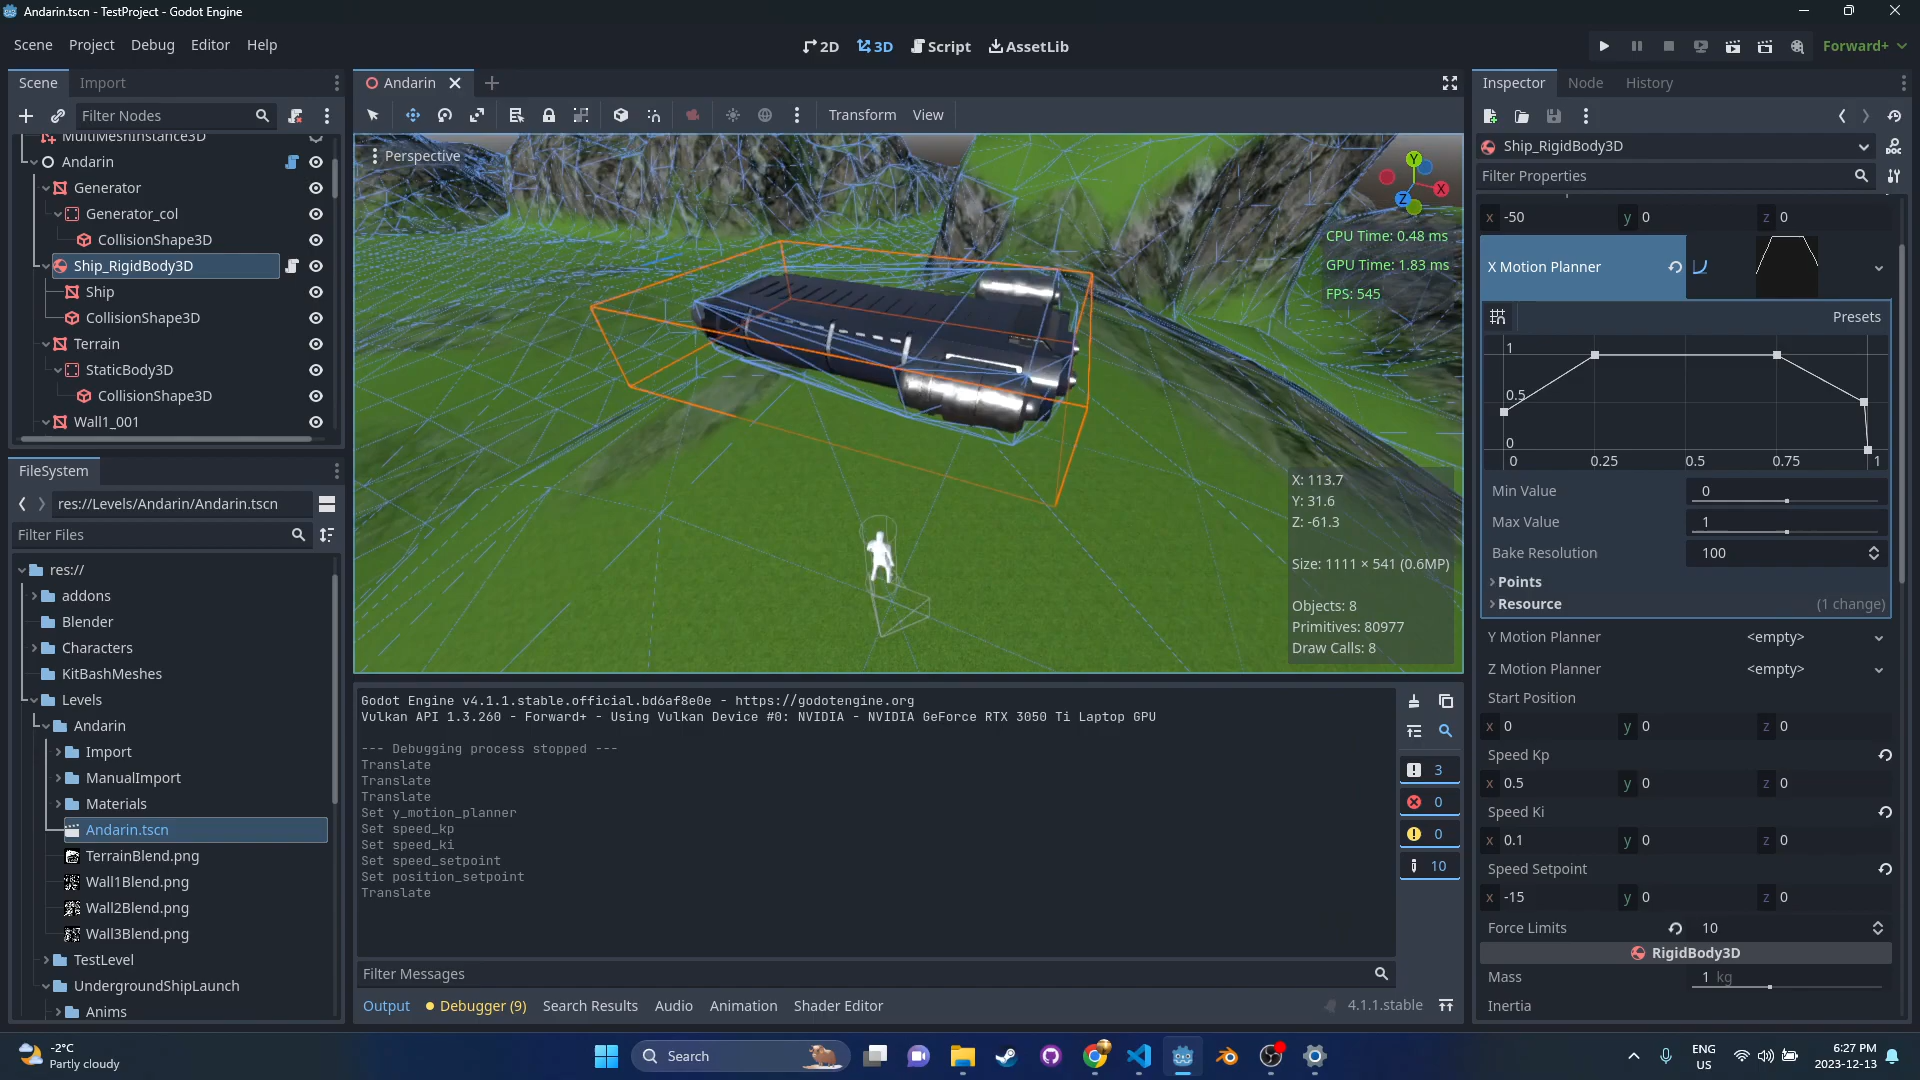 Andarin.tscn - TestProject - Godot Engine
Scene Project Debug Editor Help
2D 3D Script AssetLib
Forward+
Scene Import
Filter Nodes
MultiMeshInstance3D
Andarin
Generator
Generator_col
CollisionShape3D
Ship_RigidBody3D
Ship
CollisionShape3D
Terrain
StaticBody3D
CollisionShape3D
Wall1_001
FileSystem
res://Levels/Andarin/Andarin.tscn
Filter Files
res://
addons
Blender
Characters
KitBashMeshes
Levels
Andarin
Import
ManualImport
Materials
Andarin.tscn
TerrainBlend.png
Wall1Blend.png
Wall2Blend.png
Wall3Blend.png
TestLevel
UndergroundShipLaunch
Anims
Andarin
Transform View
Perspective
Y
X
Z
CPU Time: 0.48 ms
GPU Time: 1.83 ms
FPS: 545
X: 113.7
Y: 31.6
Z: -61.3
Size: 1111 × 541 (0.6MP)
Objects: 8
Primitives: 80977
Draw Calls: 8
Godot Engine v4.1.1.stable.official.bd6af8e0e - https://godotengine.org
Vulkan API 1.3.260 - Forward+ - Using Vulkan Device #0: NVIDIA - NVIDIA GeForce RTX 3050 Ti Laptop GPU
--- Debugging process stopped ---
Translate
Translate
Translate
Set y_motion_planner
Set speed_kp
Set speed_ki
Set speed_setpoint
Set position_setpoint
Translate
3
0
0
10
Filter Messages
Output Debugger (9) Search Results Audio Animation Shader Editor
4.1.1.stable
Inspector Node History
Ship_RigidBody3D
Filter Properties
x -50 y 0 z 0
X Motion Planner
Presets
1
0.5
0
0 0.25 0.5 0.75 1
Min Value 0
Max Value 1
Bake Resolution 100
Points
Resource (1 change)
Y Motion Planner <empty>
Z Motion Planner <empty>
Start Position
x 0 y 0 z 0
Speed Kp
x 0.5 y 0 z 0
Speed Ki
x 0.1 y 0 z 0
Speed Setpoint
x -15 y 0 z 0
Force Limits 10
RigidBody3D
Mass 1 kg
Inertia
-2°C
Partly cloudy
Search
ENG
US
6:27 PM
2023-12-13